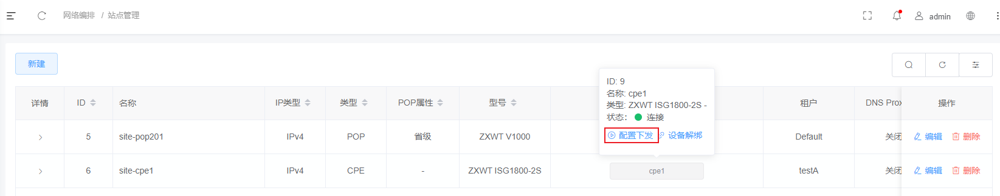 网络编排 / 站点管理
admin
新建
ID: 9
名称: cpe1
类型: ZXWT ISG1800-2S -
状态: 连接
配置下发 设备解绑
详情 ID 名称 IP类型 类型 POP属性 型号 租户 DNS Prox 操作
5 site-pop201 IPv4 POP 省级 ZXWT V1000 Default 关闭 编辑 删除
6 site-cpe1 IPv4 CPE - ZXWT ISG1800-2S cpe1 testA 关闭 编辑 删除